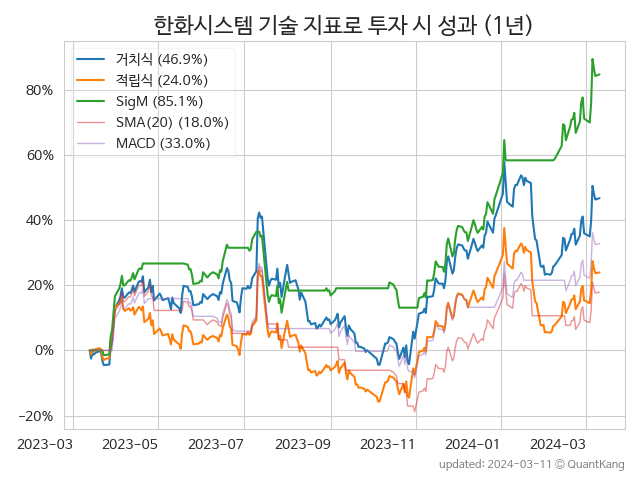 한화시스템 기술 지표로 투자 시 성과 (1년)
거치식 (46.9%)
적립식 (24.0%)
SigM (85.1%)
SMA(20) (18.0%)
MACD (33.0%)
80%
60%
40%
20%
0%
−20%
2023-03 2023-05 2023-07 2023-09 2023-11 2024-01 2024-03
updated: 2024-03-11 © QuantKang